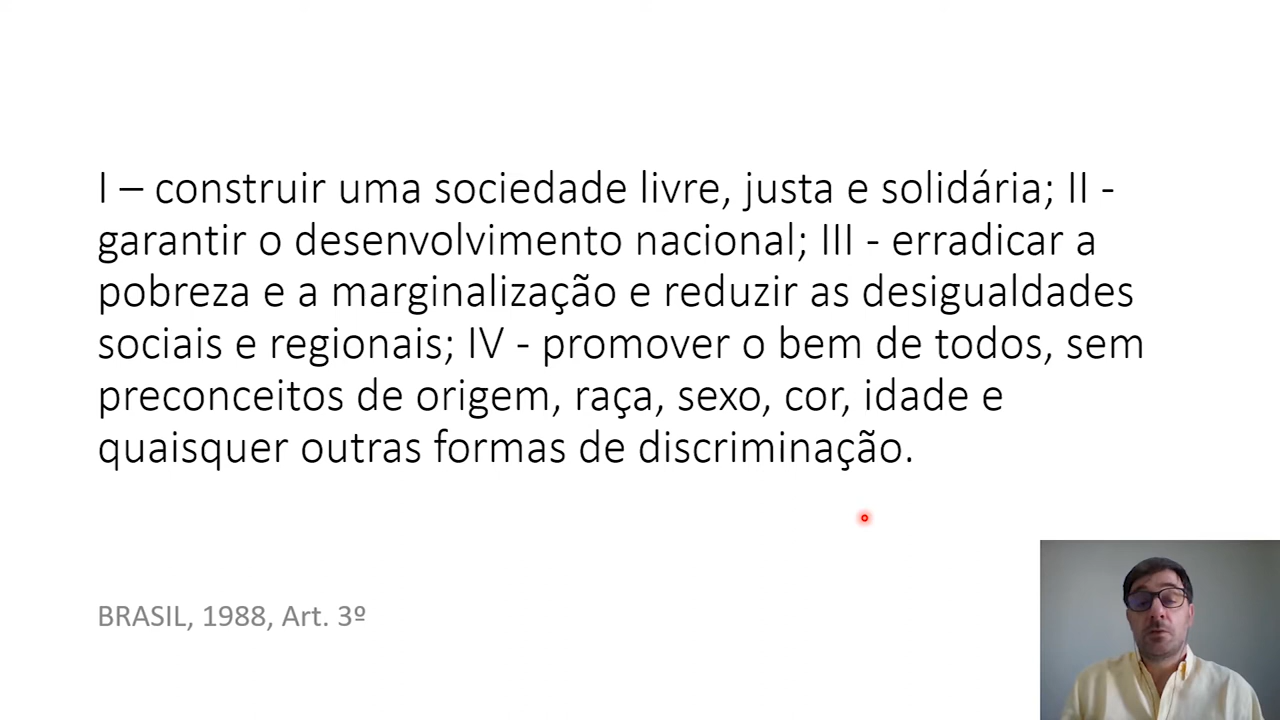 I – construir uma sociedade livre, justa e solidária; II -
garantir o desenvolvimento nacional; III - erradicar a
pobreza e a marginalização e reduzir as desigualdades
sociais e regionais; IV - promover o bem de todos, sem
preconceitos de origem, raça, sexo, cor, idade e
quaisquer outras formas de discriminação.
BRASIL, 1988, Art. 3º